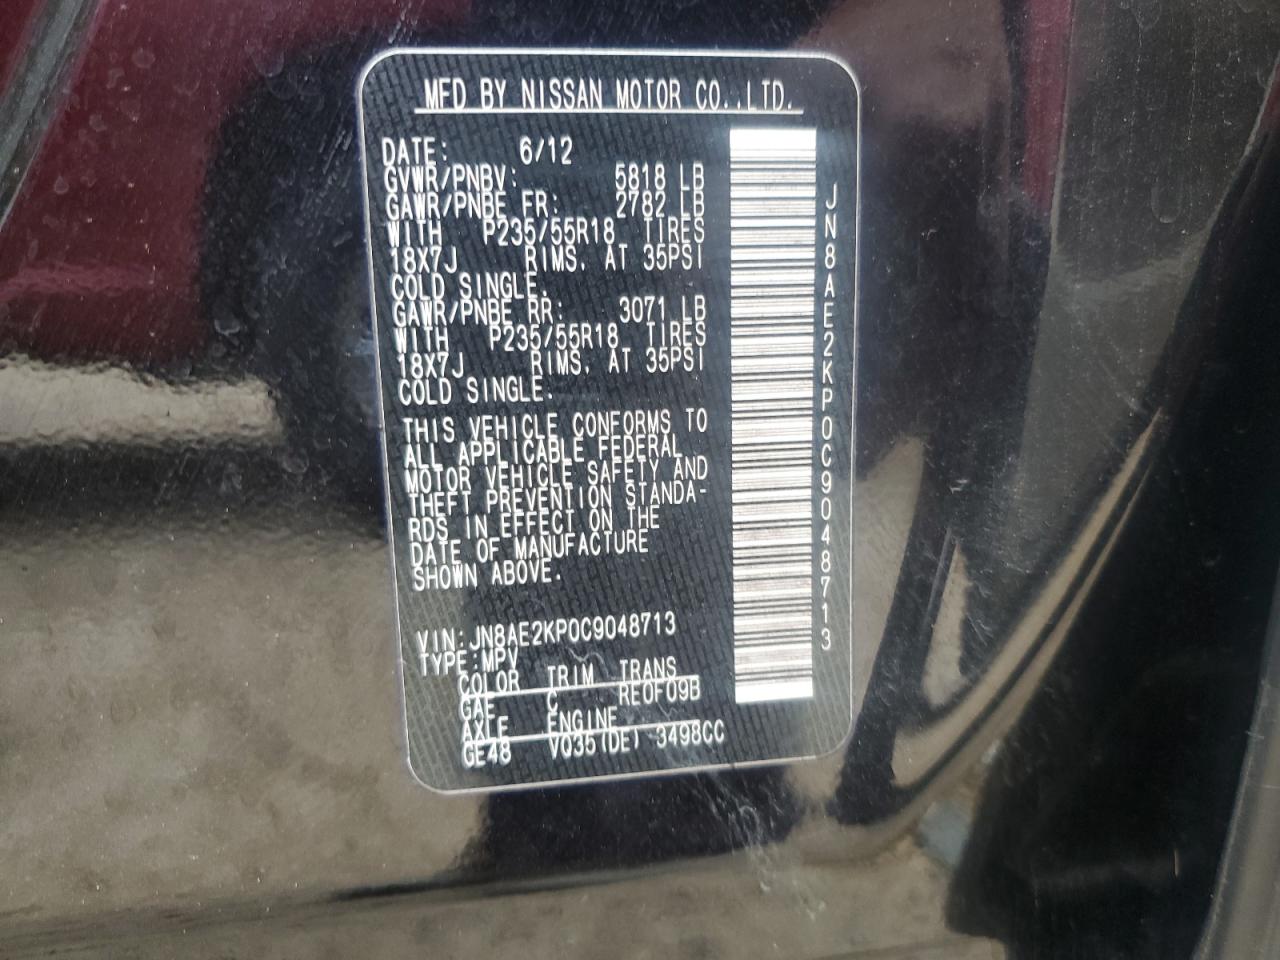 MFD BY NISSAN MOTOR CO.,LTD.
DATE: 6/12
GVWR/PNBV: 5818 LB
GAWR/PNBE FR: 2782 LB
WITH P235/55R18 TIRES
18X7J RIMS. AT 35PSI
COLD SINGLE.
GAWR/PNBE RR: 3071 LB
WITH P235/55R18 TIRES
18X7J RIMS. AT 35PSI
COLD SINGLE.
THIS VEHICLE CONFORMS TO
ALL APPLICABLE FEDERAL
MOTOR VEHICLE SAFETY AND
THEFT PREVENTION STANDA-
RDS IN EFFECT ON THE
DATE OF MANUFACTURE
SHOWN ABOVE.
VIN:JN8AE2KP0C9048713
TYPE:MPV
COLOR TRIM TRANS
GAE C RE0F09B
AXLE ENGINE
GE48 VQ35(DE) 3498CC
JN8AE2KP0C9048713